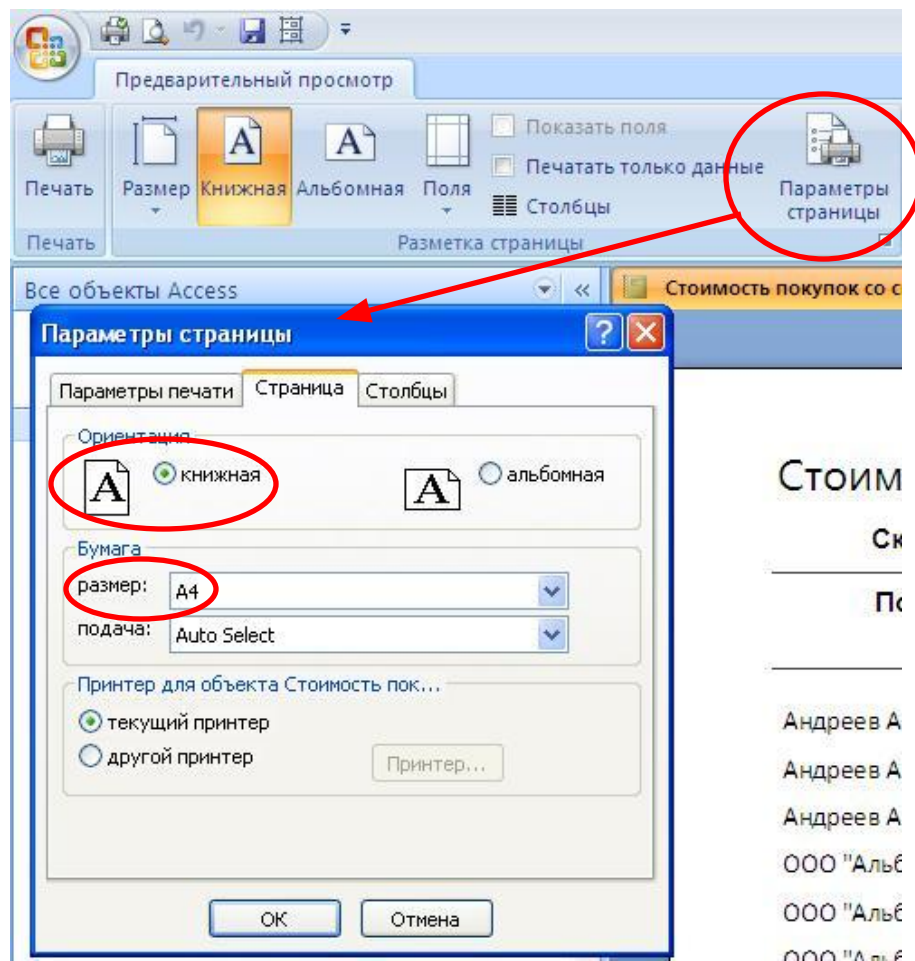 Предварительный просмотр
Печать
Размер
Книжная
Альбомная
Поля
Показать поля
Печатать только данные
Столбцы
Параметры страницы
Печать
Разметка страницы
Все объекты Access
Стоимость покупок со с
Параметры страницы
Параметры печати
Страница
Столбцы
Ориентация
A
книжная
A
альбомная
Бумага
размер:
A4
подача:
Auto Select
Принтер для объекта Стоимость пок...
текущий принтер
другой принтер
Принтер...
ОК
Отмена
Стоим
Ск
По
Андреев А
Андреев А
Андреев А
ООО "Альб
ООО "Альб
ООО "Альб